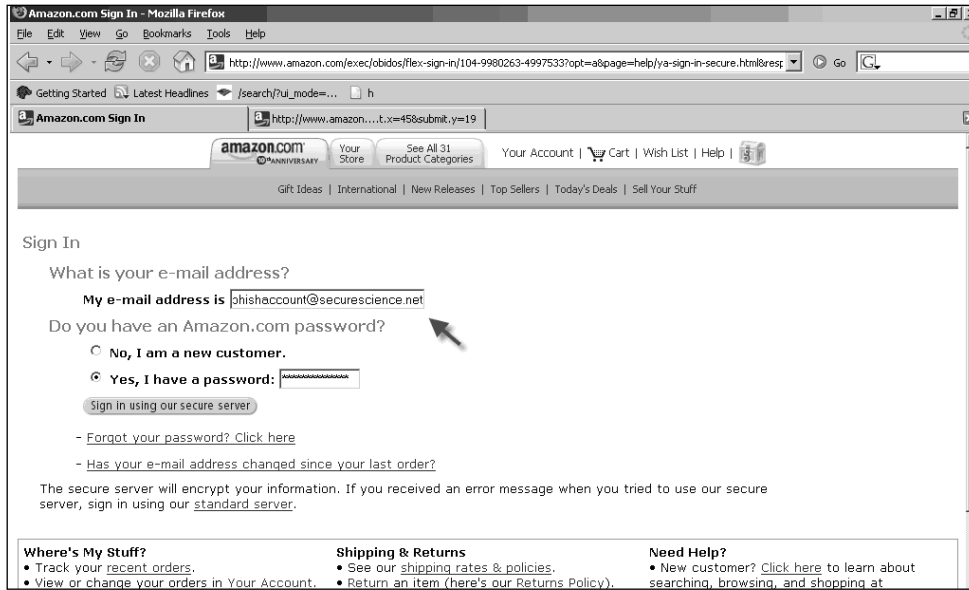 Amazon.com Sign In - Mozilla Firefox
File Edit View Go Bookmarks Tools Help
http://www.amazon.com/exec/obidos/flex-sign-in/104-9980263-4997533?opt=a&page=help/ya-sign-in-secure.html&resp Go G
Getting Started Latest Headlines /search/?ui_mode=... h
Amazon.com Sign In http://www.amazon....t.x=45&submit.y=19
amazon.com 10th ANNIVERSARY Your Store See All 31 Product Categories Your Account | Cart | Wish List | Help |
Gift Ideas | International | New Releases | Top Sellers | Today's Deals | Sell Your Stuff
Sign In
What is your e-mail address?
My e-mail address is phishaccount@securescience.net
Do you have an Amazon.com password?
No, I am a new customer.
Yes, I have a password: **************
Sign in using our secure server
- Forgot your password? Click here
- Has your e-mail address changed since your last order?
The secure server will encrypt your information. If you received an error message when you tried to use our secure
server, sign in using our standard server.
Where's My Stuff?
• Track your recent orders.
• View or change your orders in Your Account.
Shipping & Returns
• See our shipping rates & policies.
• Return an item (here's our Returns Policy).
Need Help?
• New customer? Click here to learn about
searching, browsing, and shopping at